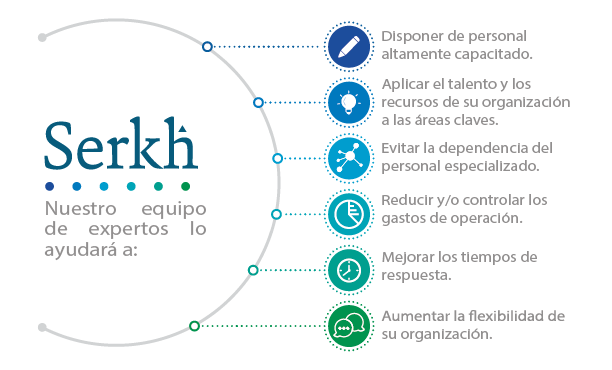 Serkh
Nuestro equipo
de expertos lo
ayudará a:
Disponer de personal
altamente capacitado.
Aplicar el talento y los
recursos de su organización
a las áreas claves.
Evitar la dependencia del
personal especializado.
Reducir y/o controlar los
gastos de operación.
Mejorar los tiempos de
respuesta.
Aumentar la flexibilidad de
su organización.